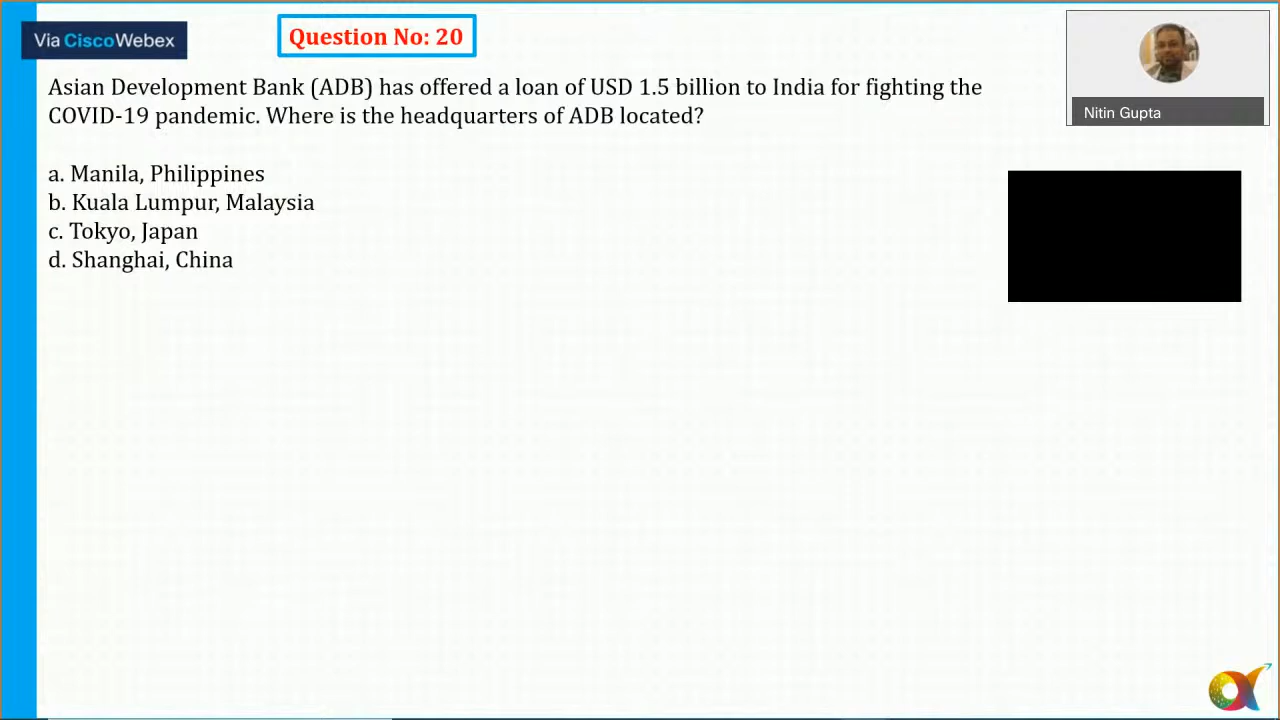 Via Cisco Webex
Question No: 20
Asian Development Bank (ADB) has offered a loan of USD 1.5 billion to India for fighting the
COVID-19 pandemic. Where is the headquarters of ADB located?
a. Manila, Philippines
b. Kuala Lumpur, Malaysia
c. Tokyo, Japan
d. Shanghai, China
Nitin Gupta